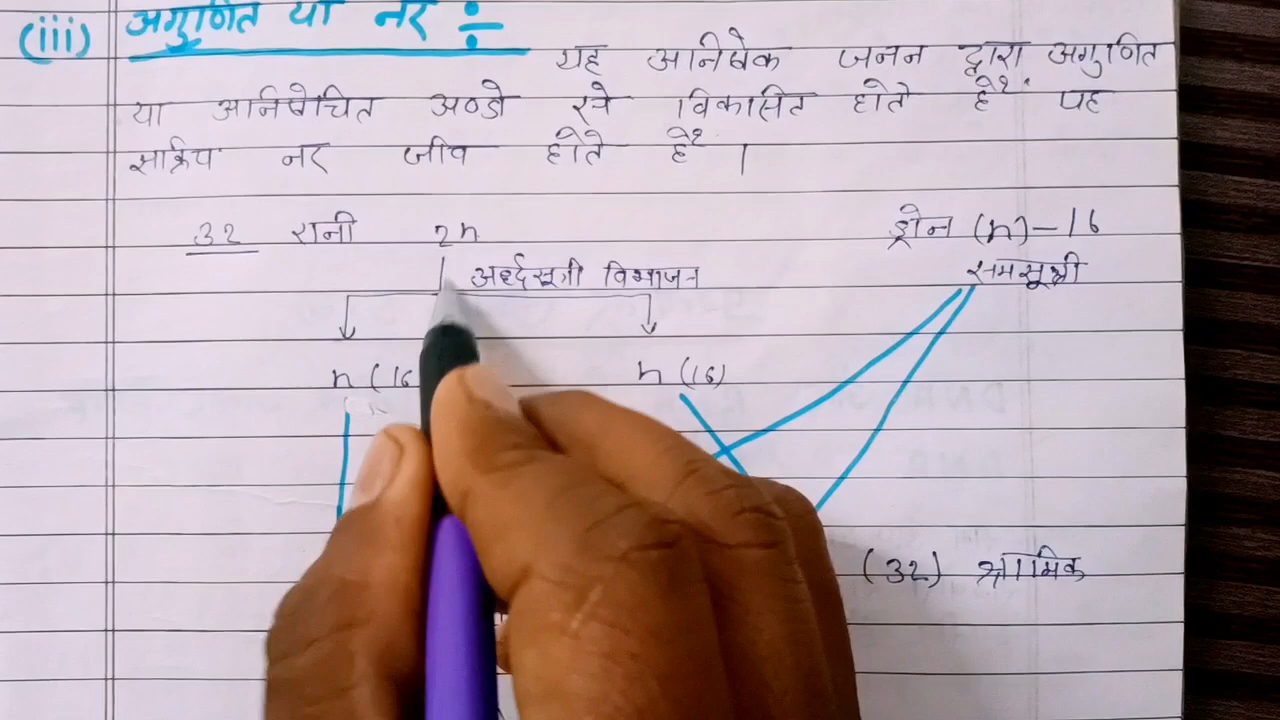 (iii) अगुणित या नर ÷
यह अनिषेक जनन द्वारा अगुणित
या अनिषेचित अण्डो से विकसित होते है। यह
सक्रिय नर जीव होते है।
32 रानी 2n ड्रोन (n)-16
अर्द्धसूत्री विभाजन समसूत्री
n (16 n (16)
(32) श्रामिक